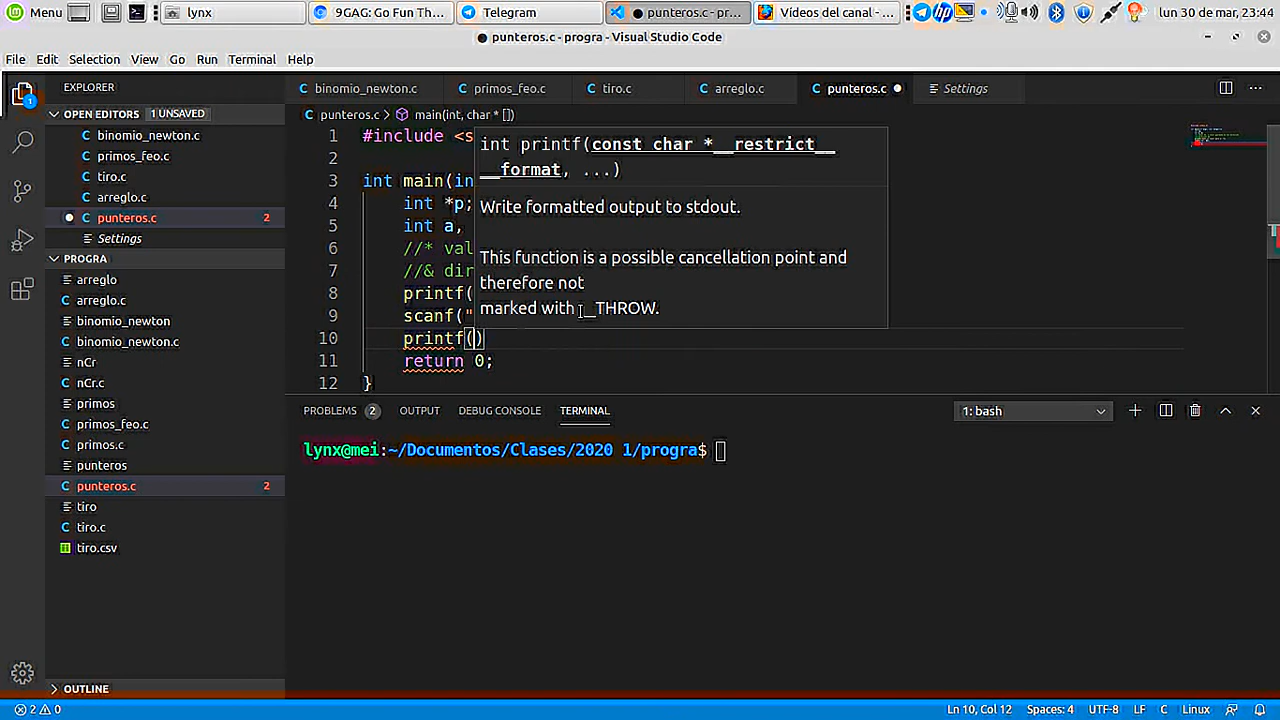 Menu lynx 9GAG: Go Fun Th... Telegram punteros.c - pr... Vídeos del canal - ... lun 30 de mar, 23:44
● punteros.c - progra - Visual Studio Code
File Edit Selection View Go Run Terminal Help
EXPLORER binomio_newton.c primos_feo.c tiro.c arreglo.c punteros.c ● Settings
OPEN EDITORS 1 UNSAVED
C punteros.c > main(int, char * [])
C binomio_newton.c
C primos_feo.c
C tiro.c
C arreglo.c
● C punteros.c 2
Settings
PROGRA
arreglo
C arreglo.c
binomio_newton
C binomio_newton.c
nCr
C nCr.c
primos
C primos_feo.c
C primos.c
punteros
C punteros.c 2
tiro
C tiro.c
tiro.csv
OUTLINE
1 #include <s
2
3 int main(in
4 int *p;
5 int a,
6 //* val
7 //& dir
8 printf(
9 scanf("
10 printf()
11 return 0;
12 }
int printf(const char *__restrict__
__format, ...)
Write formatted output to stdout.
This function is a possible cancellation point and
therefore not
marked with __THROW.
PROBLEMS 2 OUTPUT DEBUG CONSOLE TERMINAL 1: bash
lynx@mei:~/Documentos/Clases/2020 1/progra$
1
2 0 Ln 10, Col 12 Spaces: 4 UTF-8 LF C Linux